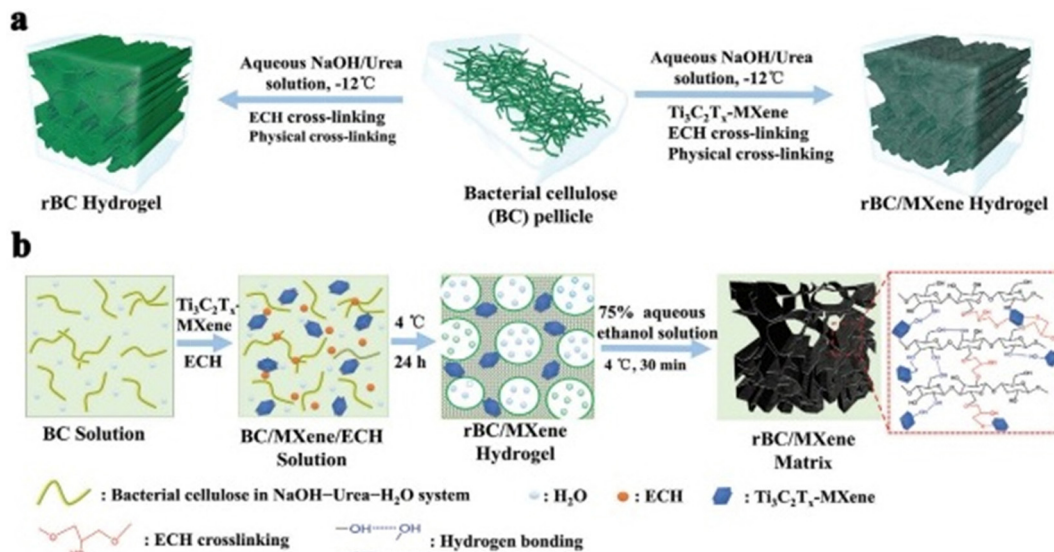 a
Aqueous NaOH/Urea
solution, -12℃
ECH cross-linking
Physical cross-linking
Aqueous NaOH/Urea
solution, -12℃
Ti₃C₂Tₓ-MXene
ECH cross-linking
Physical cross-linking
rBC Hydrogel
Bacterial cellulose
(BC) pellicle
rBC/MXene Hydrogel
b
Ti₃C₂Tₓ-
MXene
ECH
4 ℃
24 h
75% aqueous
ethanol solution
4 ℃, 30 min
BC Solution
BC/MXene/ECH
Solution
rBC/MXene
Hydrogel
rBC/MXene
Matrix
: Bacterial cellulose in NaOH–Urea–H₂O system
: H₂O
: ECH
: Ti₃C₂Tₓ-MXene
: ECH crosslinking
–OH
OH
: Hydrogen bonding